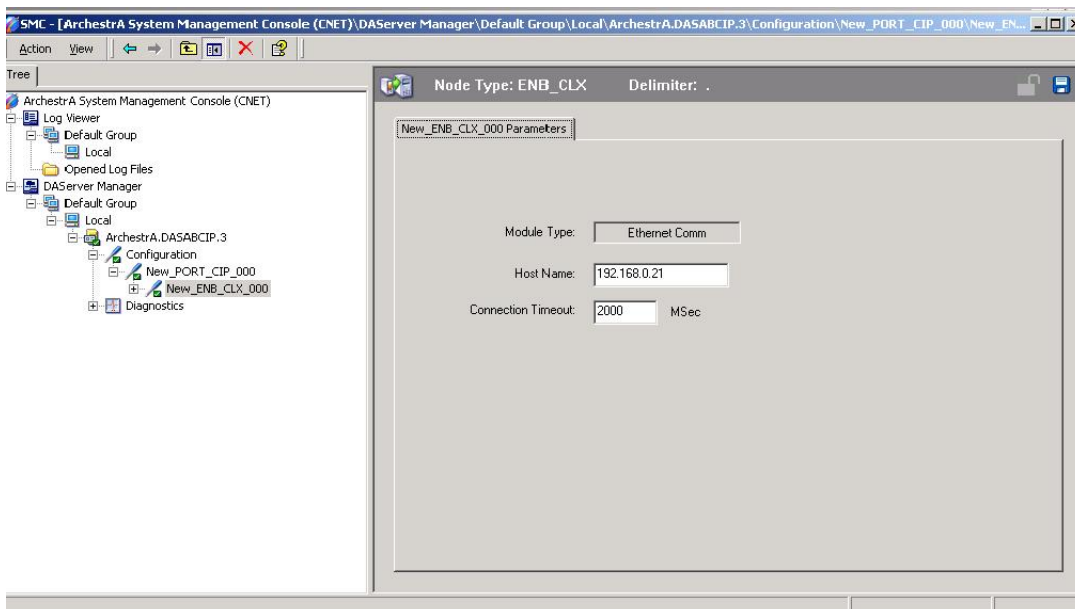 SMC - [ArchestrA System Management Console (CNET)\DAServer Manager\Default Group\Local\ArchestrA.DASABCIP.3\Configuration\New_PORT_CIP_000\New_EN...
Action View
Tree
ArchestrA System Management Console (CNET)
Log Viewer
Default Group
Local
Opened Log Files
DAServer Manager
Default Group
Local
ArchestrA.DASABCIP.3
Configuration
New_PORT_CIP_000
New_ENB_CLX_000
Diagnostics
Node Type: ENB_CLX Delimiter: .
New_ENB_CLX_000 Parameters
Module Type: Ethernet Comm
Host Name: 192.168.0.21
Connection Timeout: 2000 MSec